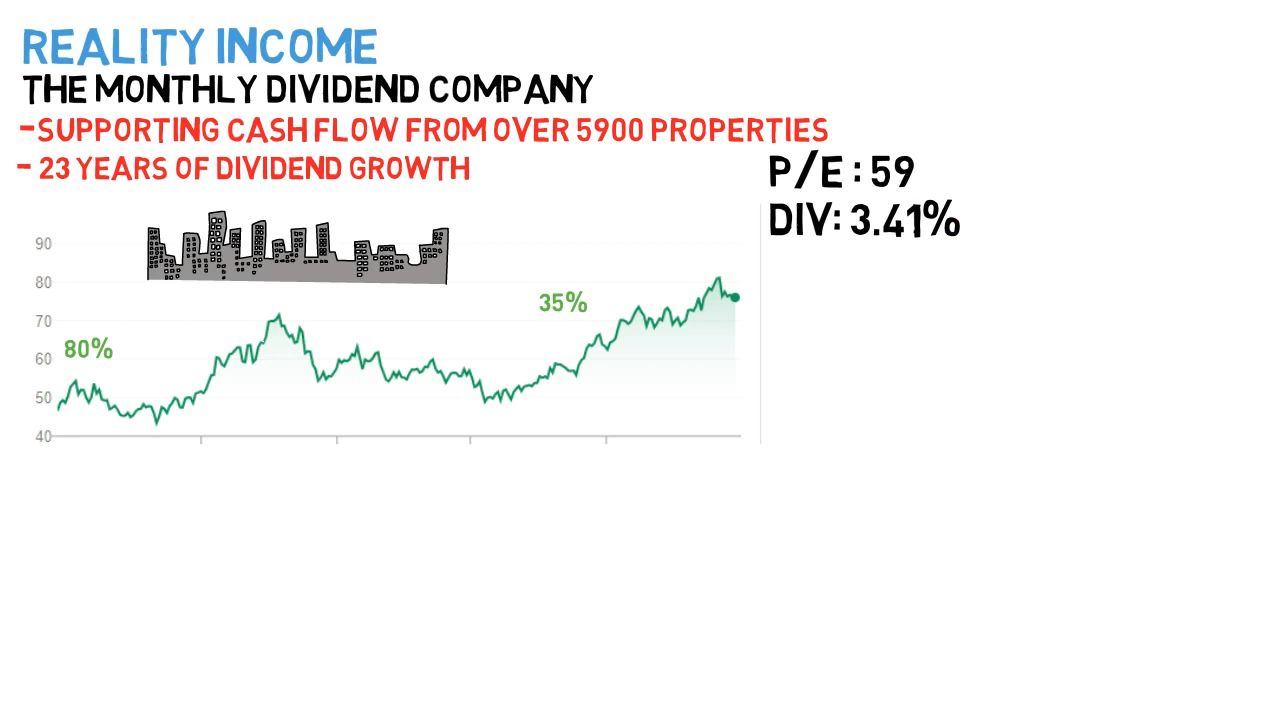 REALITY INCOME
THE MONTHLY DIVIDEND COMPANY
-SUPPORTING CASH FLOW FROM OVER 5900 PROPERTIES
- 23 YEARS OF DIVIDEND GROWTH
P/E : 59
DIV: 3.41%
90
80
35%
70
80%
60
50
40